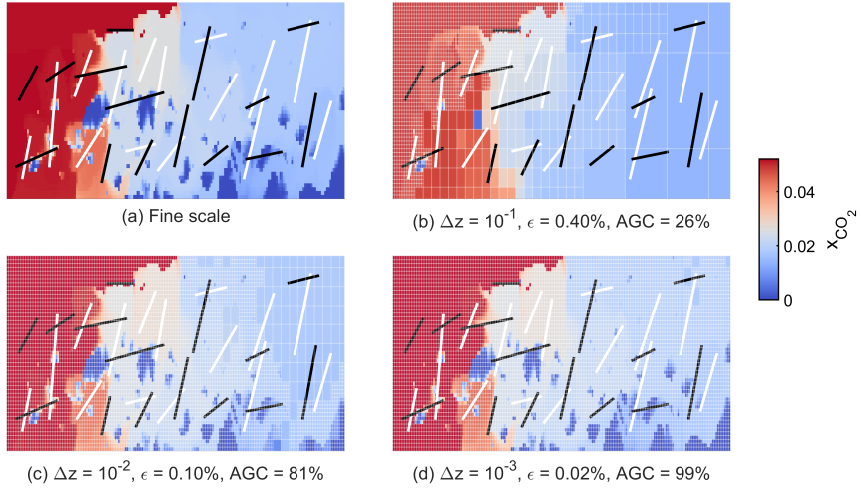 (a) Fine scale
(b) Δz = 10⁻¹, ϵ = 0.40%, AGC = 26%
0.04
0.02
0
x_CO₂
(c) Δz = 10⁻², ϵ = 0.10%, AGC = 81%
(d) Δz = 10⁻³, ϵ = 0.02%, AGC = 99%